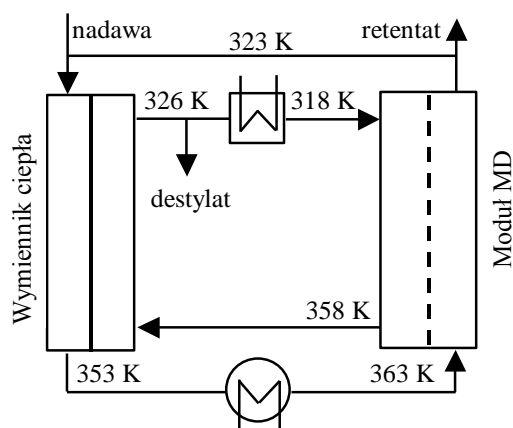 nadawa
323 K
retentat
326 K
318 K
destylat
Wymiennik ciepła
Moduł MD
358 K
353 K
363 K